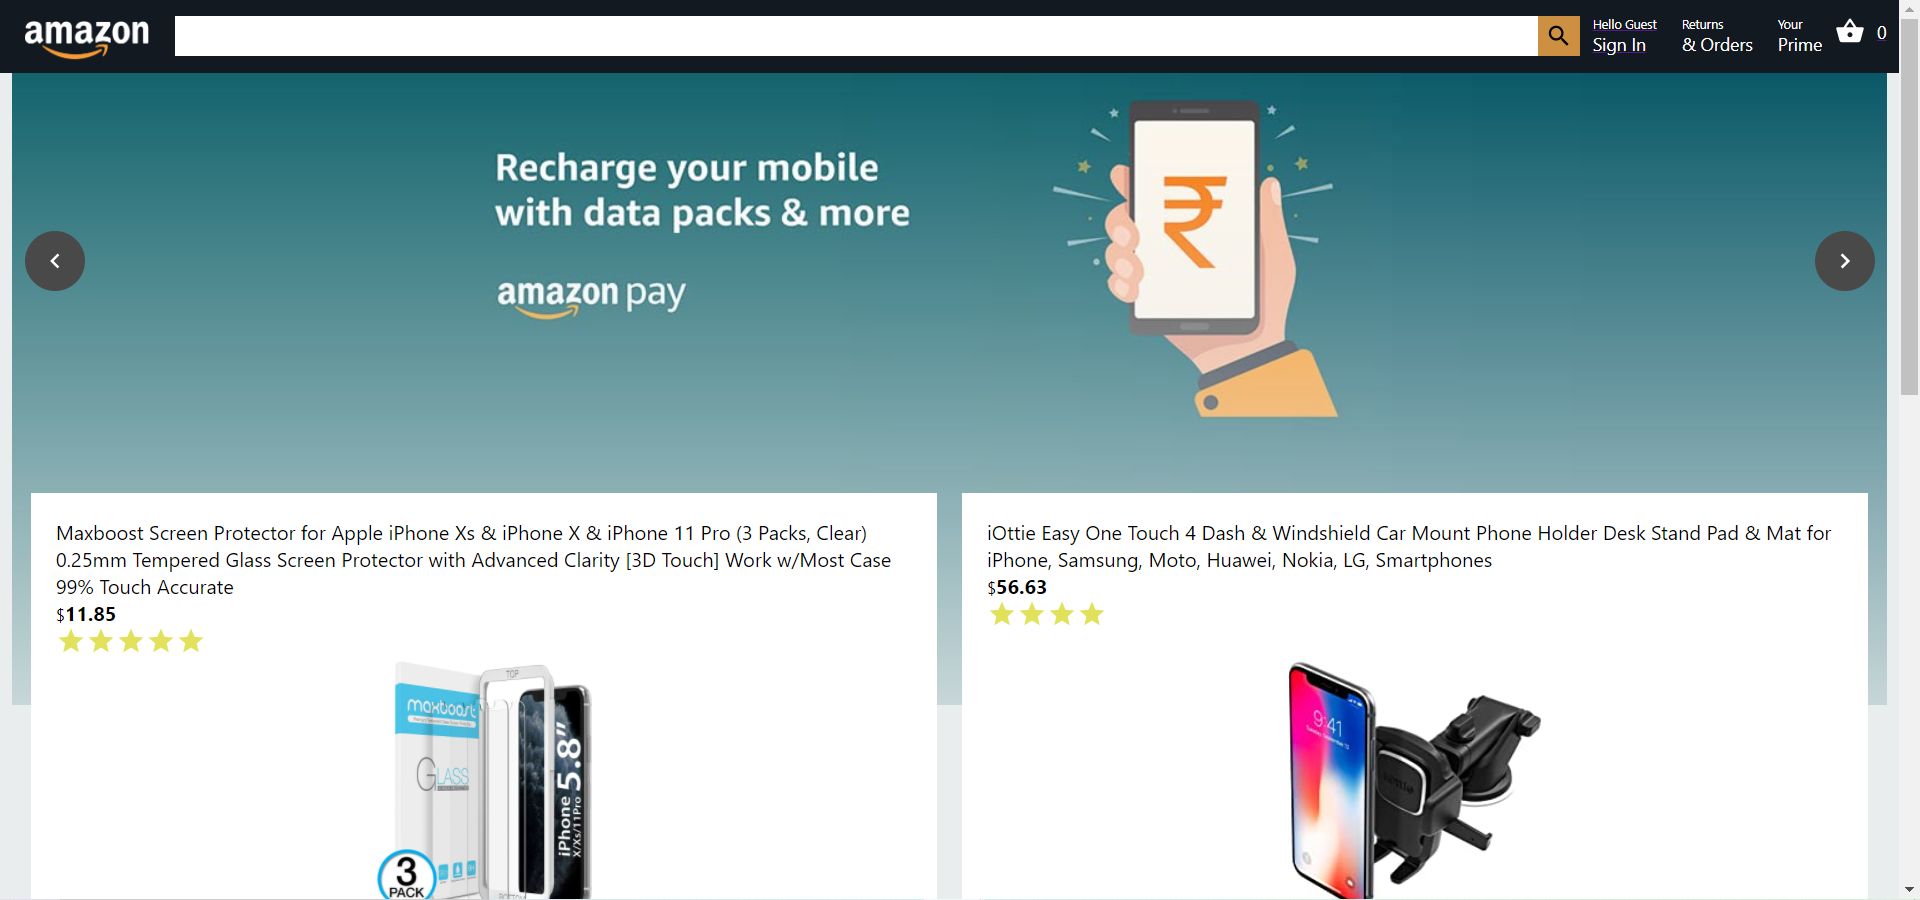 amazon
Hello Guest
Sign In
Returns
& Orders
Your
Prime
0
Recharge your mobile
with data packs & more
₹
amazon pay
Maxboost Screen Protector for Apple iPhone Xs & iPhone X & iPhone 11 Pro (3 Packs, Clear)
0.25mm Tempered Glass Screen Protector with Advanced Clarity [3D Touch] Work w/Most Case
99% Touch Accurate
$11.85
TOP
maxboost
GLASS
iPhone 5.8"
X/Xs/11Pro
3
PACK
iOttie Easy One Touch 4 Dash & Windshield Car Mount Phone Holder Desk Stand Pad & Mat for
iPhone, Samsung, Moto, Huawei, Nokia, LG, Smartphones
$56.63
9:41